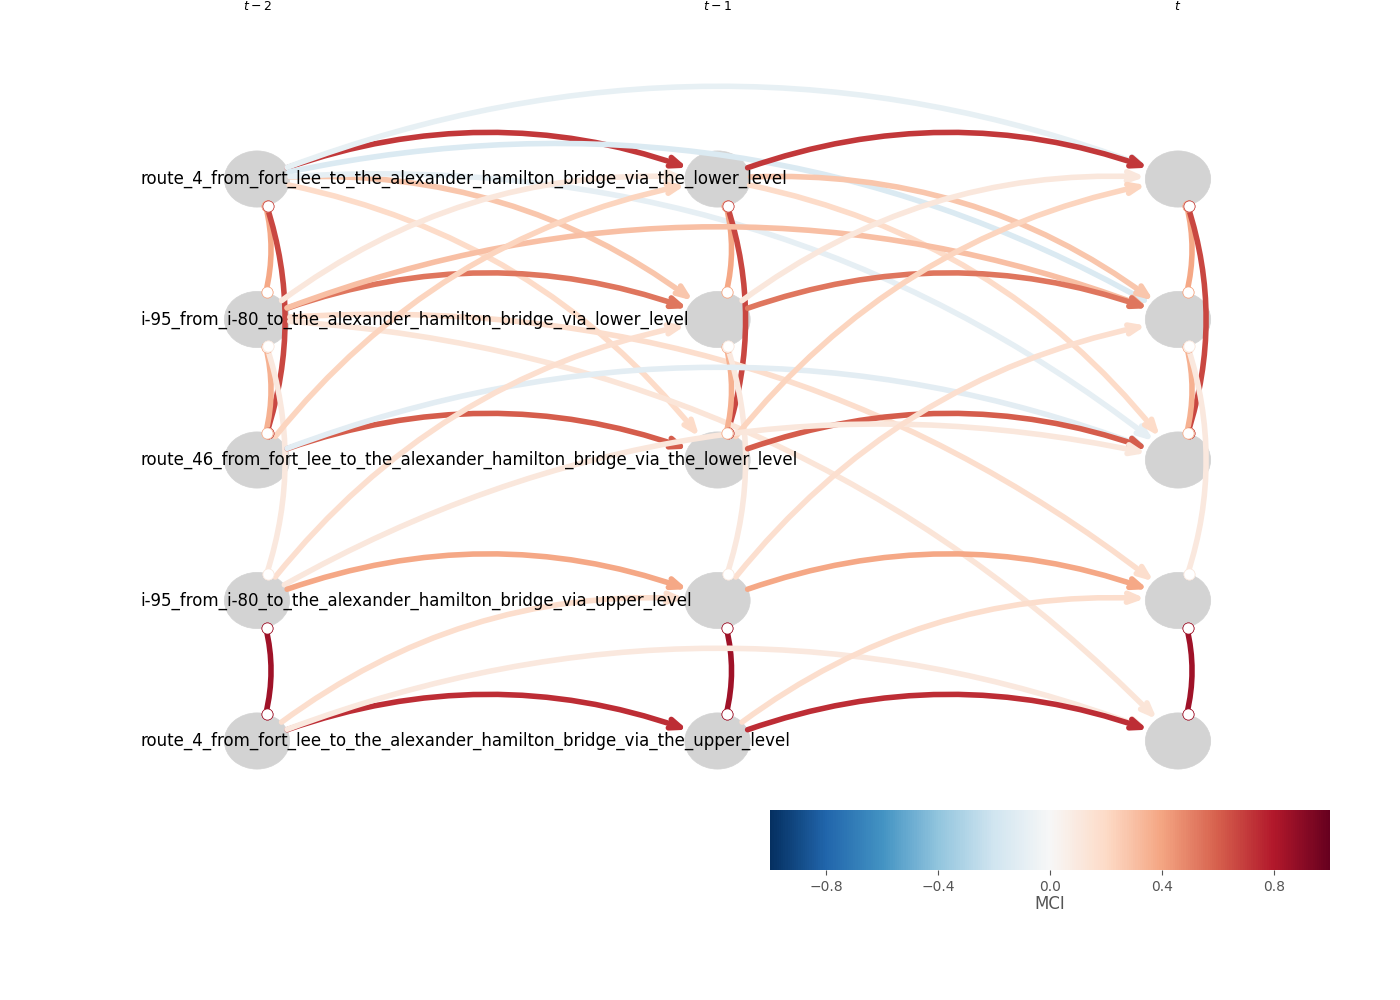 t − 2 t − 1 t
route_4_from_fort_lee_to_the_alexander_hamilton_bridge_via_the_lower_level
i-95_from_i-80_to_the_alexander_hamilton_bridge_via_lower_level
route_46_from_fort_lee_to_the_alexander_hamilton_bridge_via_the_lower_level
i-95_from_i-80_to_the_alexander_hamilton_bridge_via_upper_level
route_4_from_fort_lee_to_the_alexander_hamilton_bridge_via_the_upper_level
−0.8 −0.4 0.0 0.4 0.8
MCI